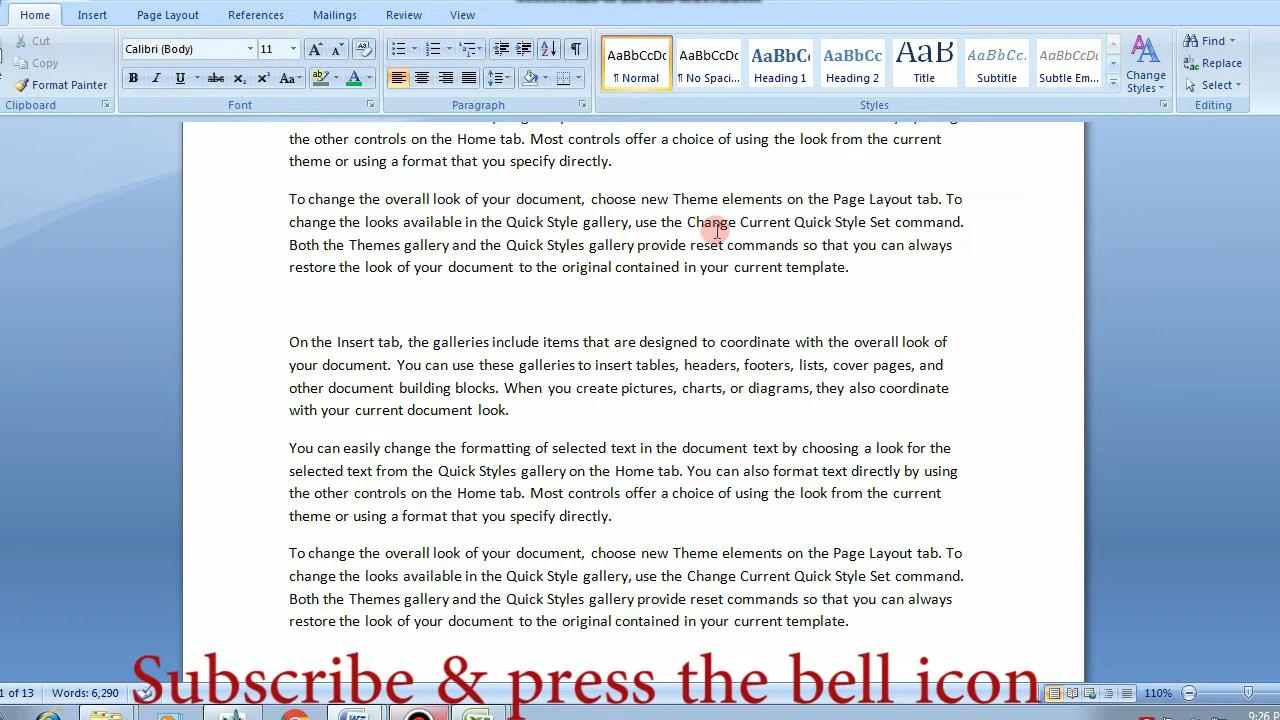 Home Insert Page Layout References Mailings Review View
Cut
Copy
Format Painter
Clipboard
Calibri (Body) 11
Font
Paragraph
AaBbCcDc AaBbCcDc AaBbC AaBbCc AaB AaBbCc. AaBbCcDc
¶ Normal ¶ No Spaci... Heading 1 Heading 2 Title Subtitle Subtle Em...
Change
Styles
Styles
Find
Replace
Select
Editing
the other controls on the Home tab. Most controls offer a choice of using the look from the current
theme or using a format that you specify directly.
To change the overall look of your document, choose new Theme elements on the Page Layout tab. To
change the looks available in the Quick Style gallery, use the Change Current Quick Style Set command.
Both the Themes gallery and the Quick Styles gallery provide reset commands so that you can always
restore the look of your document to the original contained in your current template.
On the Insert tab, the galleries include items that are designed to coordinate with the overall look of
your document. You can use these galleries to insert tables, headers, footers, lists, cover pages, and
other document building blocks. When you create pictures, charts, or diagrams, they also coordinate
with your current document look.
You can easily change the formatting of selected text in the document text by choosing a look for the
selected text from the Quick Styles gallery on the Home tab. You can also format text directly by using
the other controls on the Home tab. Most controls offer a choice of using the look from the current
theme or using a format that you specify directly.
To change the overall look of your document, choose new Theme elements on the Page Layout tab. To
change the looks available in the Quick Style gallery, use the Change Current Quick Style Set command.
Both the Themes gallery and the Quick Styles gallery provide reset commands so that you can always
restore the look of your document to the original contained in your current template.
Subscribe & press the bell icon
1 of 13 Words: 6,290 110%
9:26 P